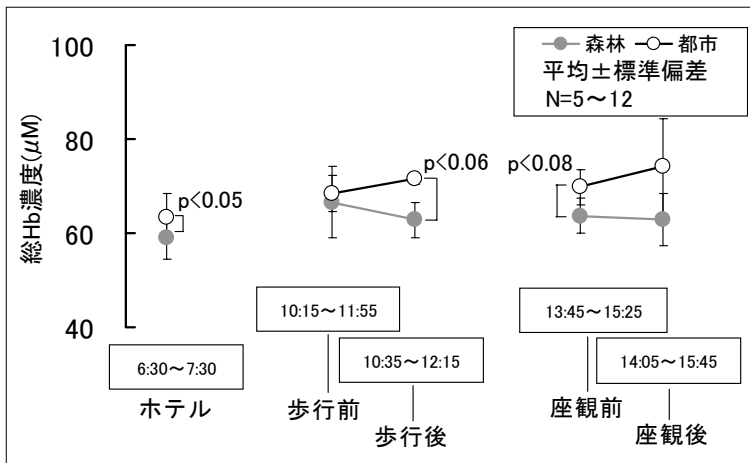 100
80
60
40
総Hb濃度(μM)
森林 都市
平均±標準偏差
N=5～12
p<0.05
p<0.06
p<0.08
6:30～7:30
10:15～11:55
10:35～12:15
13:45～15:25
14:05～15:45
ホテル
歩行前
歩行後
座観前
座観後